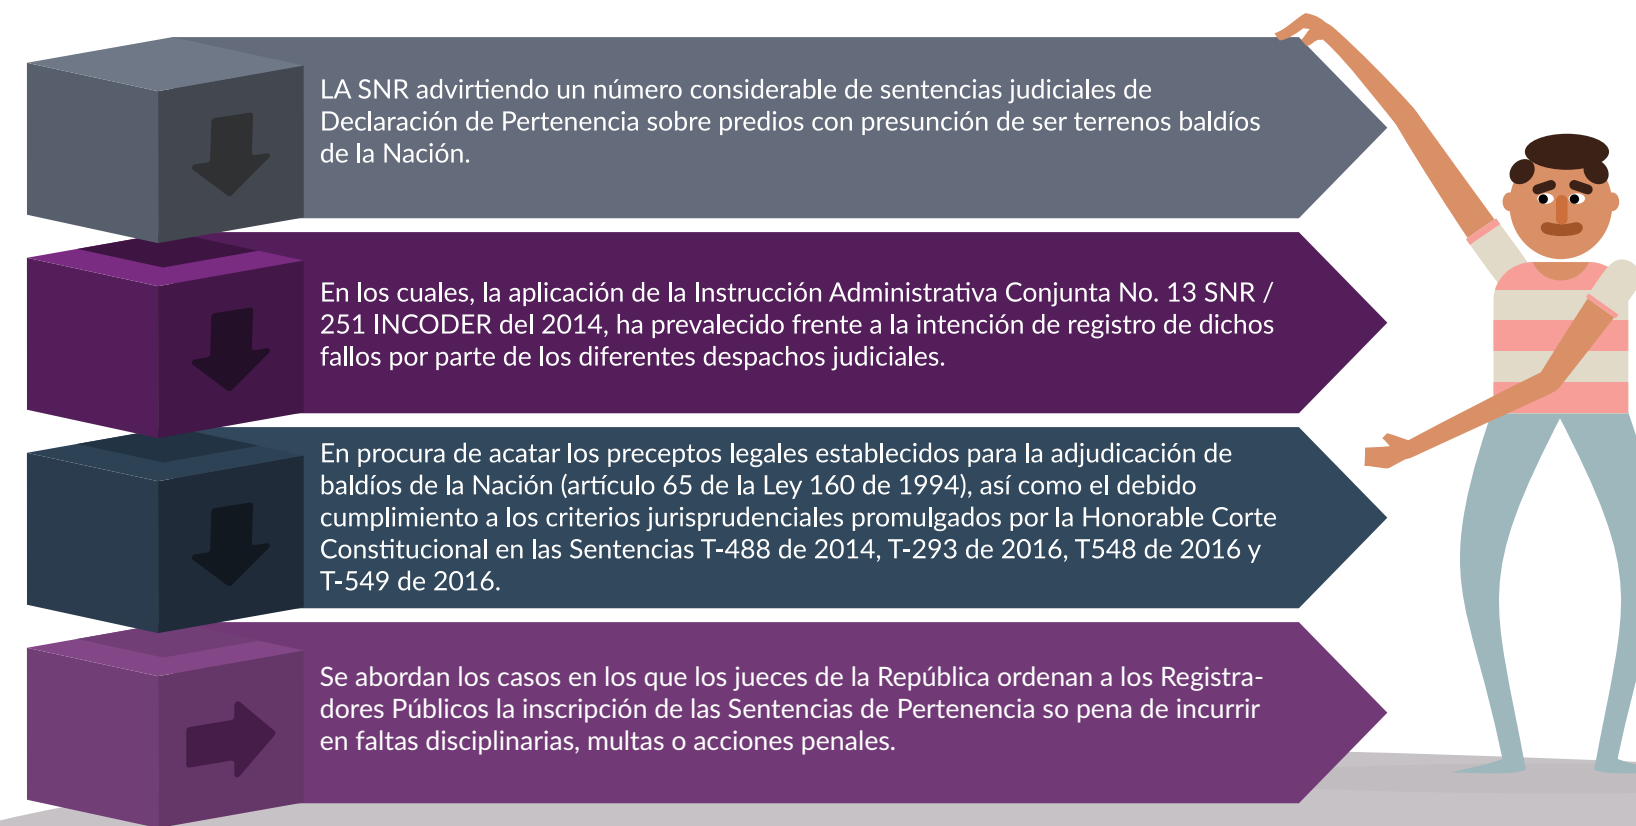 LA SNR advirtiendo un número considerable de sentencias judiciales de
Declaración de Pertenencia sobre predios con presunción de ser terrenos baldíos
de la Nación.
En los cuales, la aplicación de la Instrucción Administrativa Conjunta No. 13 SNR /
251 INCODER del 2014, ha prevalecido frente a la intención de registro de dichos
fallos por parte de los diferentes despachos judiciales.
En procura de acatar los preceptos legales establecidos para la adjudicación de
baldíos de la Nación (artículo 65 de la Ley 160 de 1994), así como el debido
cumplimiento a los criterios jurisprudenciales promulgados por la Honorable Corte
Constitucional en las Sentencias T-488 de 2014, T-293 de 2016, T548 de 2016 y
T-549 de 2016.
Se abordan los casos en los que los jueces de la República ordenan a los Registra-
dores Públicos la inscripción de las Sentencias de Pertenencia so pena de incurrir
en faltas disciplinarias, multas o acciones penales.